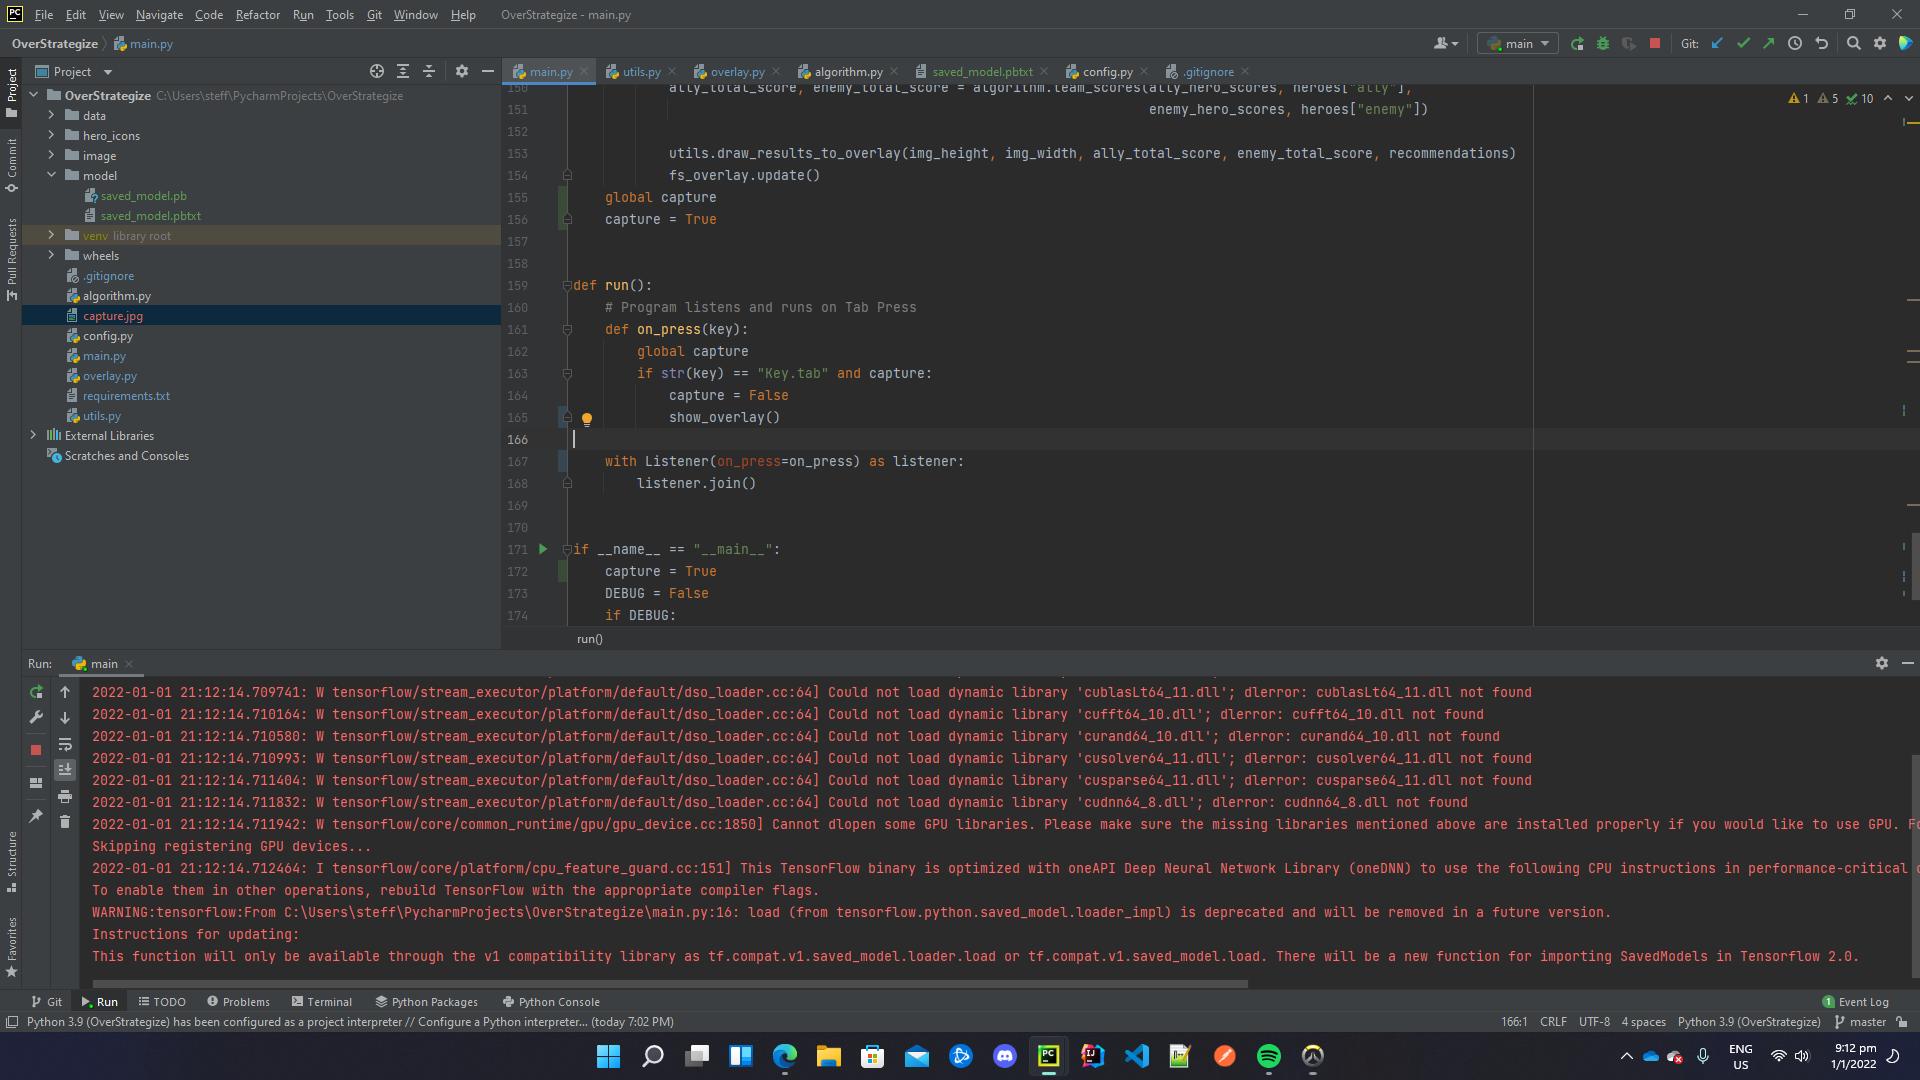 PC File Edit View Navigate Code Refactor Run Tools Git Window Help OverStrategize - main.py
OverStrategize main.py main Git:
Project main.py utils.py overlay.py algorithm.py saved_model.pbtxt config.py .gitignore
OverStrategize C:\Users\steff\PycharmProjects\OverStrategize
data
hero_icons
image
model
saved_model.pb
saved_model.pbtxt
venv library root
wheels
.gitignore
algorithm.py
capture.jpg
config.py
main.py
overlay.py
requirements.txt
utils.py
External Libraries
Scratches and Consoles
Project
Commit
Pull Requests
Structure
Favorites
1 5 10
150 ally_total_score, enemy_total_score = algorithm.team_scores(ally_hero_scores, heroes["ally"],
151 enemy_hero_scores, heroes["enemy"])
152
153 utils.draw_results_to_overlay(img_height, img_width, ally_total_score, enemy_total_score, recommendations)
154 fs_overlay.update()
155 global capture
156 capture = True
157
158
159 def run():
160 # Program listens and runs on Tab Press
161 def on_press(key):
162 global capture
163 if str(key) == "Key.tab" and capture:
164 capture = False
165 show_overlay()
166
167 with Listener(on_press=on_press) as listener:
168 listener.join()
169
170
171 if __name__ == "__main__":
172 capture = True
173 DEBUG = False
174 if DEBUG:
run()
Run: main
2022-01-01 21:12:14.709741: W tensorflow/stream_executor/platform/default/dso_loader.cc:64] Could not load dynamic library 'cublasLt64_11.dll'; dlerror: cublasLt64_11.dll not found
2022-01-01 21:12:14.710164: W tensorflow/stream_executor/platform/default/dso_loader.cc:64] Could not load dynamic library 'cufft64_10.dll'; dlerror: cufft64_10.dll not found
2022-01-01 21:12:14.710580: W tensorflow/stream_executor/platform/default/dso_loader.cc:64] Could not load dynamic library 'curand64_10.dll'; dlerror: curand64_10.dll not found
2022-01-01 21:12:14.710993: W tensorflow/stream_executor/platform/default/dso_loader.cc:64] Could not load dynamic library 'cusolver64_11.dll'; dlerror: cusolver64_11.dll not found
2022-01-01 21:12:14.711404: W tensorflow/stream_executor/platform/default/dso_loader.cc:64] Could not load dynamic library 'cusparse64_11.dll'; dlerror: cusparse64_11.dll not found
2022-01-01 21:12:14.711832: W tensorflow/stream_executor/platform/default/dso_loader.cc:64] Could not load dynamic library 'cudnn64_8.dll'; dlerror: cudnn64_8.dll not found
2022-01-01 21:12:14.711942: W tensorflow/core/common_runtime/gpu/gpu_device.cc:1850] Cannot dlopen some GPU libraries. Please make sure the missing libraries mentioned above are installed properly if you would like to use GPU. Fo
Skipping registering GPU devices...
2022-01-01 21:12:14.712464: I tensorflow/core/platform/cpu_feature_guard.cc:151] This TensorFlow binary is optimized with oneAPI Deep Neural Network Library (oneDNN) to use the following CPU instructions in performance-critical
To enable them in other operations, rebuild TensorFlow with the appropriate compiler flags.
WARNING:tensorflow:From C:\Users\steff\PycharmProjects\OverStrategize\main.py:16: load (from tensorflow.python.saved_model.loader_impl) is deprecated and will be removed in a future version.
Instructions for updating:
This function will only be available through the v1 compatibility library as tf.compat.v1.saved_model.loader.load or tf.compat.v1.saved_model.load. There will be a new function for importing SavedModels in Tensorflow 2.0.
Git Run TODO Problems Terminal Python Packages Python Console 1 Event Log
Python 3.9 (OverStrategize) has been configured as a project interpreter // Configure a Python interpreter... (today 7:02 PM) 166:1 CRLF UTF-8 4 spaces Python 3.9 (OverStrategize) master
PC IJ
ENG
US
9:12 pm
1/1/2022